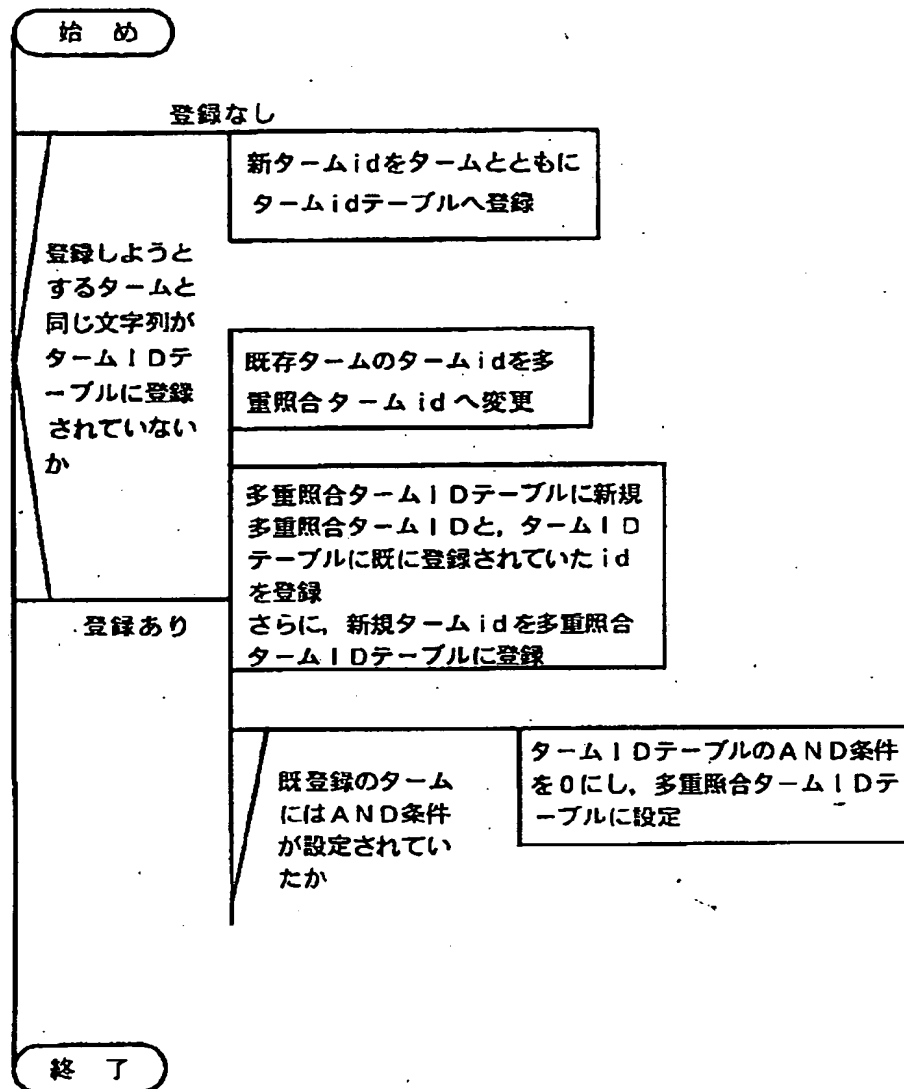 始 め
登録なし
新タームidをタームとともに
タームidテーブルへ登録
登録しようと
するタームと
同じ文字列が
タームIDテ
ーブルに登録
されていない
か
既存タームのタームidを多
重照合タームidへ変更
多重照合タームIDテーブルに新規
多重照合タームIDと,タームID
テーブルに既に登録されていたid
を登録
さらに,新規タームidを多重照合
タームIDテーブルに登録
登録あり
既登録のターム
にはAND条件
が設定されてい
たか
タームIDテーブルのAND条件
を0にし,多重照合タームIDテ
ーブルに設定
終 了